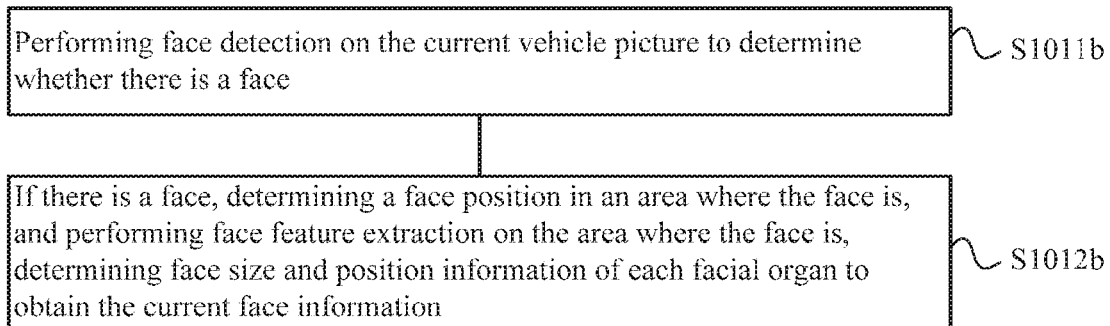 Performing face detection on the current vehicle picture to determine
whether there is a face
S1011b
If there is a face, determining a face position in an area where the face is,
and performing face feature extraction on the area where the face is,
determining face size and position information of each facial organ to
obtain the current face information
S1012b